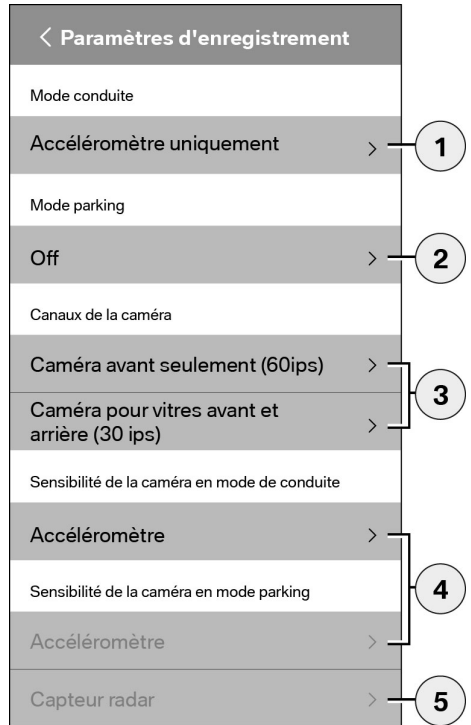 Paramètres d'enregistrement
Mode conduite
Accéléromètre uniquement
1
Mode parking
Off
2
Canaux de la caméra
Caméra avant seulement (60ips)
Caméra pour vitres avant et
arrière (30 ips)
3
Sensibilité de la caméra en mode de conduite
Accéléromètre
Sensibilité de la caméra en mode parking
4
Accéléromètre
Capteur radar
5